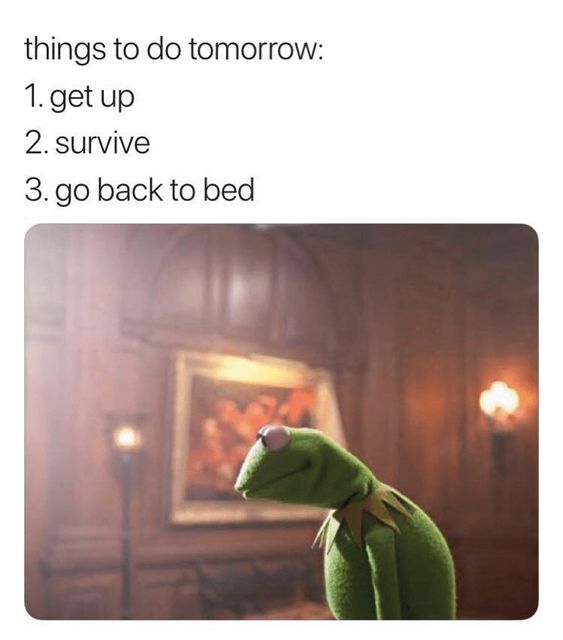 things to do tomorrow:
1. get up
2. survive
3. go back to bed